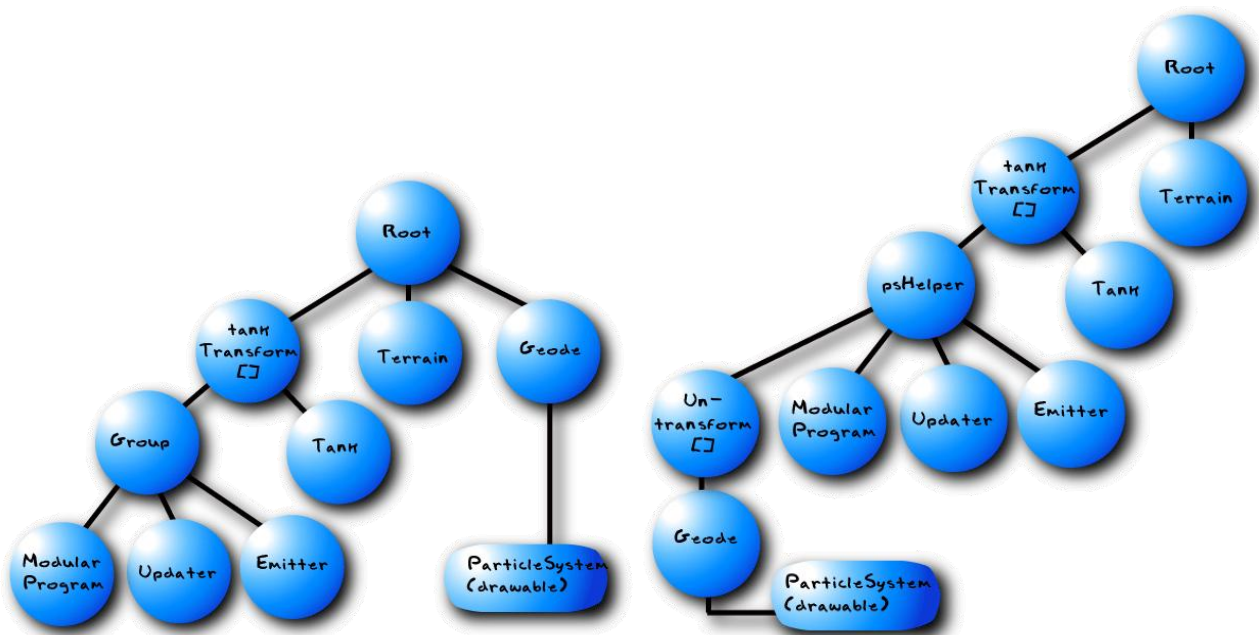 Root
tank
Transform
[]
Terrain
Geode
Group
Tank
Modular
Program
Updater
Emitter
ParticleSystem
(drawable)
Root
tank
Transform
[]
Terrain
psHelper
Tank
Un-
transform
[]
Modular
Program
Updater
Emitter
Geode
ParticleSystem
(drawable)